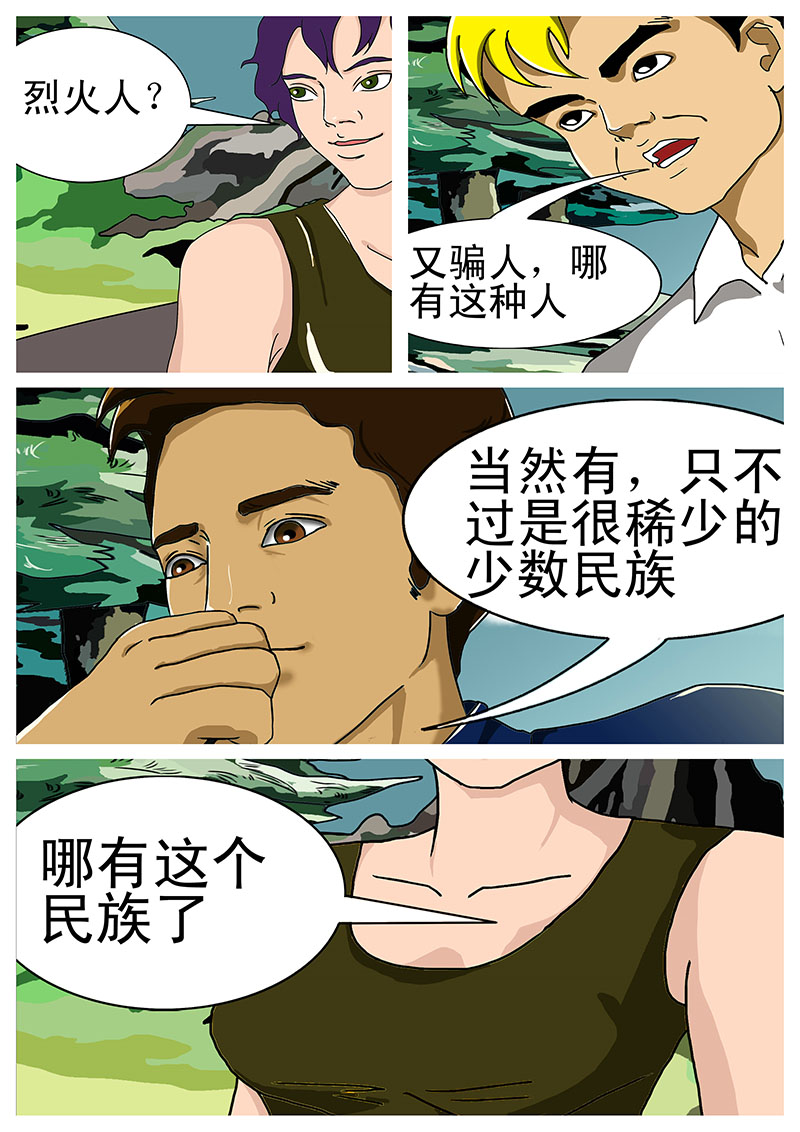 烈火人？
又骗人，哪
有这种人
当然有，只不
过是很稀少的
少数民族
哪有这个
民族了